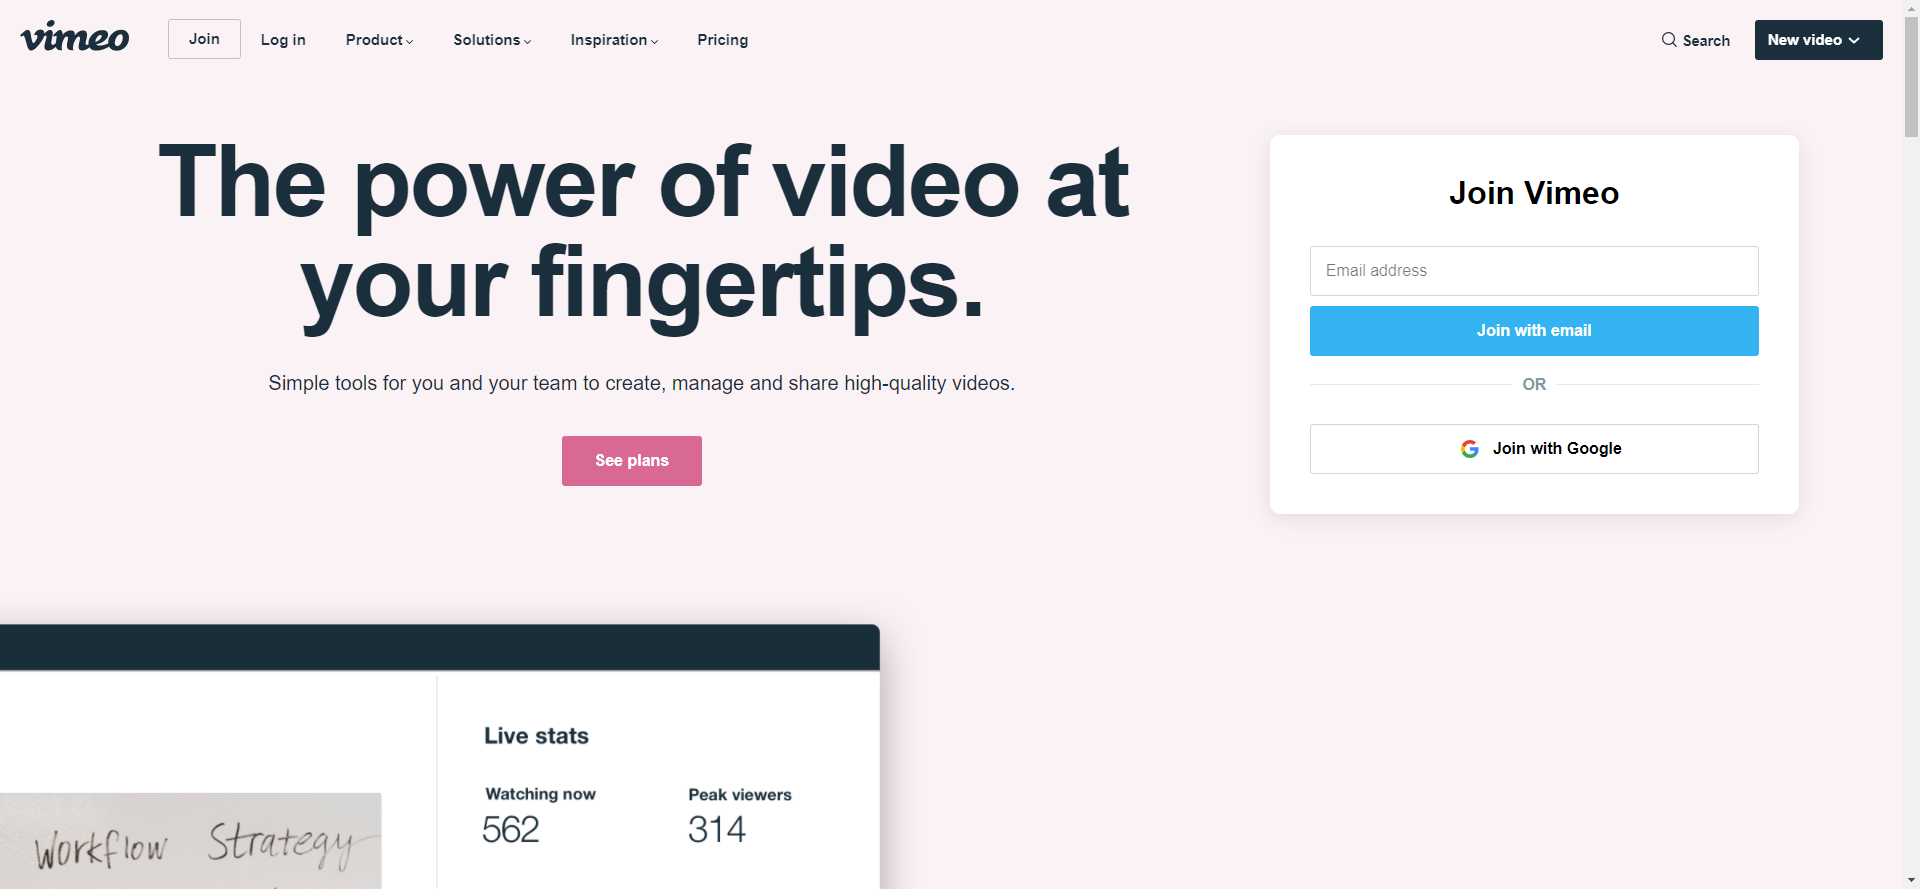 vimeo
Join
Log in
Product
Solutions
Inspiration
Pricing
Search
New video
The power of video at
your fingertips.
Simple tools for you and your team to create, manage and share high-quality videos.
See plans
Join Vimeo
Email address
Join with email
OR
Join with Google
Live stats
Watching now
562
Peak viewers
314
Workflow Strategy